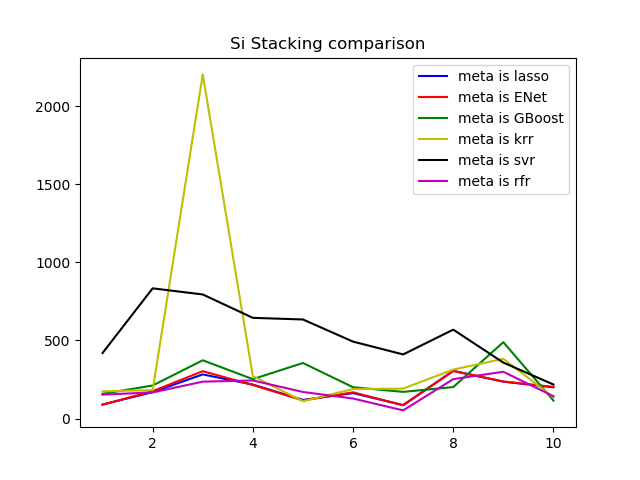 Si Stacking comparison
meta is lasso
meta is ENet
meta is GBoost
meta is krr
meta is svr
meta is rfr
2000
1500
1000
500
0
2 4 6 8 10